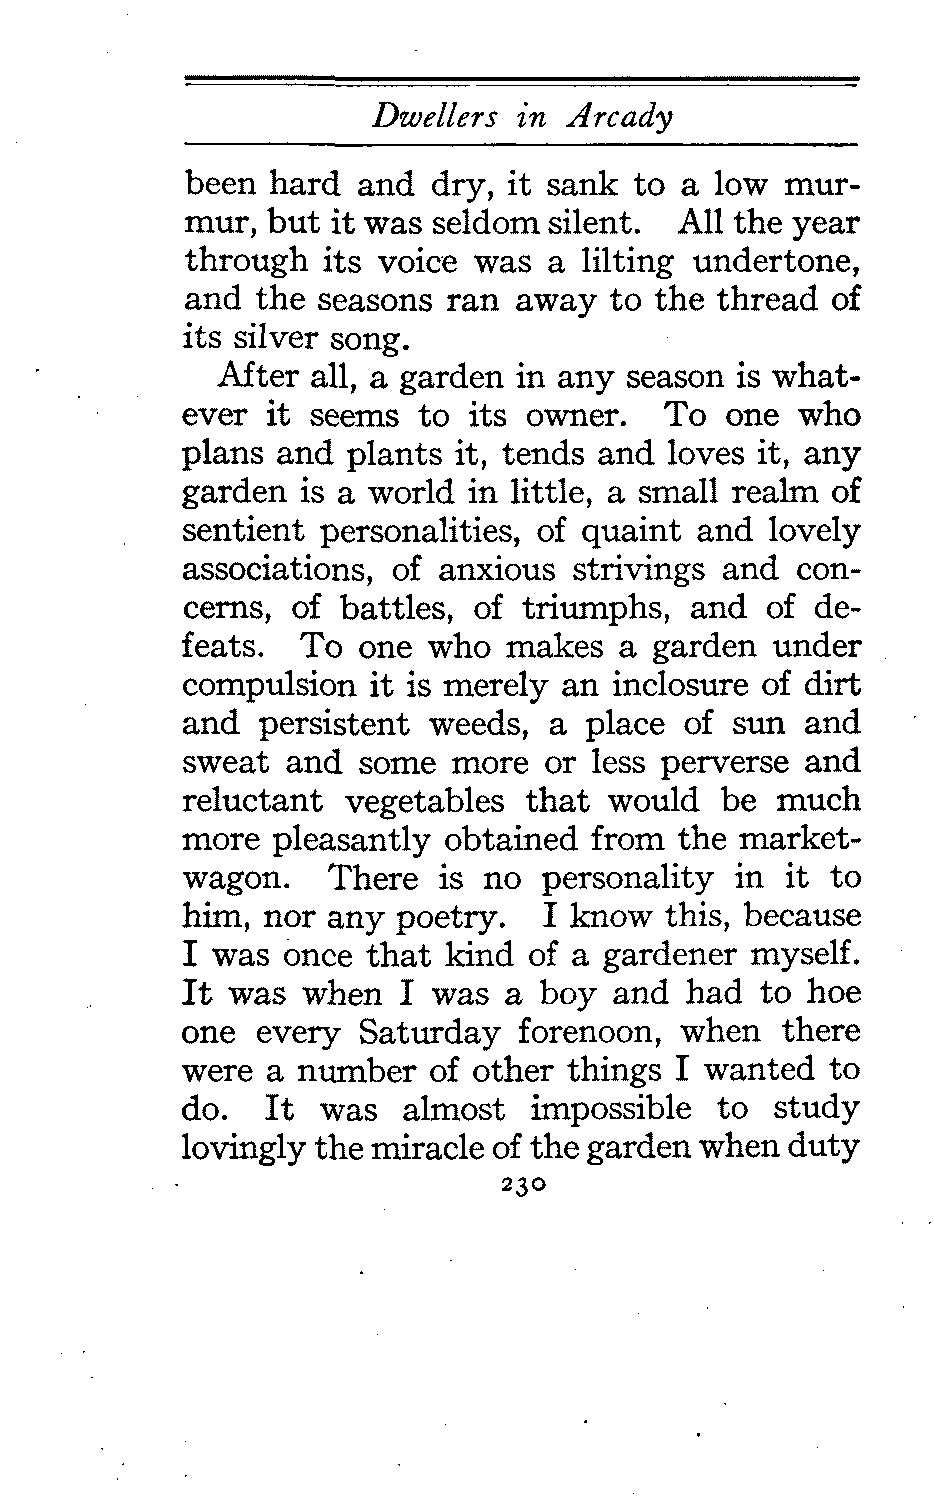 Dwellers in Arcady
been hard and dry, it sank to a low mur-
mur, but it was seldom silent. All the year
through its voice was a lilting undertone,
and the seasons ran away to the thread of
its silver song.
After all, a garden in any season is what-
ever it seems to its owner. To one who
plans and plants it, tends and loves it, any
garden is a world in little, a small realm of
sentient personalities, of quaint and lovely
associations, of anxious strivings and con-
cerns, of battles, of triumphs, and of de-
feats. To one who makes a garden under
compulsion it is merely an inclosure of dirt
and persistent weeds, a place of sun and
sweat and some more or less perverse and
reluctant vegetables that would be much
more pleasantly obtained from the market-
wagon. There is no personality in it to
him, nor any poetry. I know this, because
I was once that kind of a gardener myself.
It was when I was a boy and had to hoe
one every Saturday forenoon, when there
were a number of other things I wanted to
do. It was almost impossible to study
lovingly the miracle of the garden when duty
230